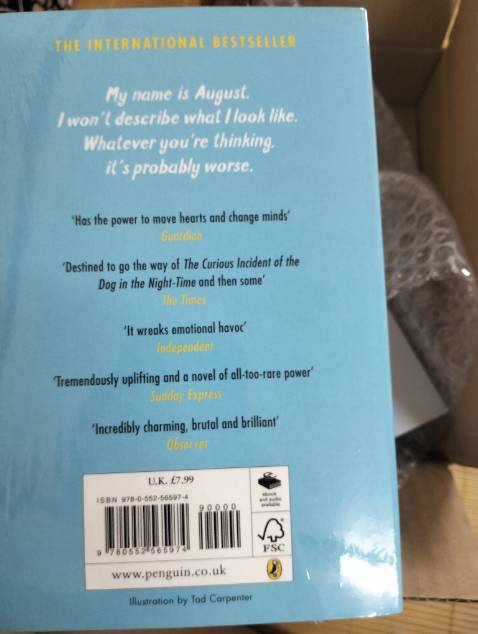 THE INTERNATIONAL BESTSELLER
My name is August.
I won't describe what I look like.
Whatever you're thinking,
it's probably worse.
'Has the power to move hearts and change minds'
Guardian
'Destined to go the way of The Curious Incident of the
Dog in the Night-Time and then some'
The Times
'It wreaks emotional havoc'
Independent
'Tremendously uplifting and a novel of all-too-rare power'
Sunday Express
'Incredibly charming, brutal and brilliant'
Observer
U.K. £7.99
ISBN 978-0-552-56597-4
90000
9 780552 565974
ebook
and audio
available
FSC
www.penguin.co.uk
Illustration by Tad Carpenter